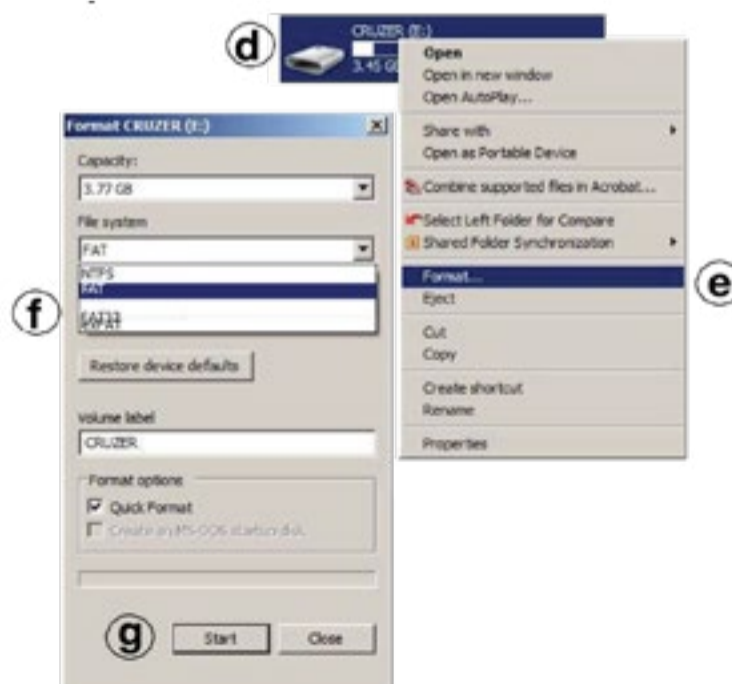 d
CRUZER (E:)
3.45 GB
Open
Open in new window
Open AutoPlay...
Share with
Open as Portable Device
Combine supported files in Acrobat...
Select Left Folder for Compare
Shared Folder Synchronization
Format...
e
Eject
Cut
Copy
Create shortcut
Rename
Properties
Format CRUZER (E:)
Capacity:
3.77 GB
File system
FAT
NTFS
FAT
f
Restore device defaults
Volume label
CRUZER
Format options
Quick Format
Create an MS-DOS startup disk
g
Start
Close